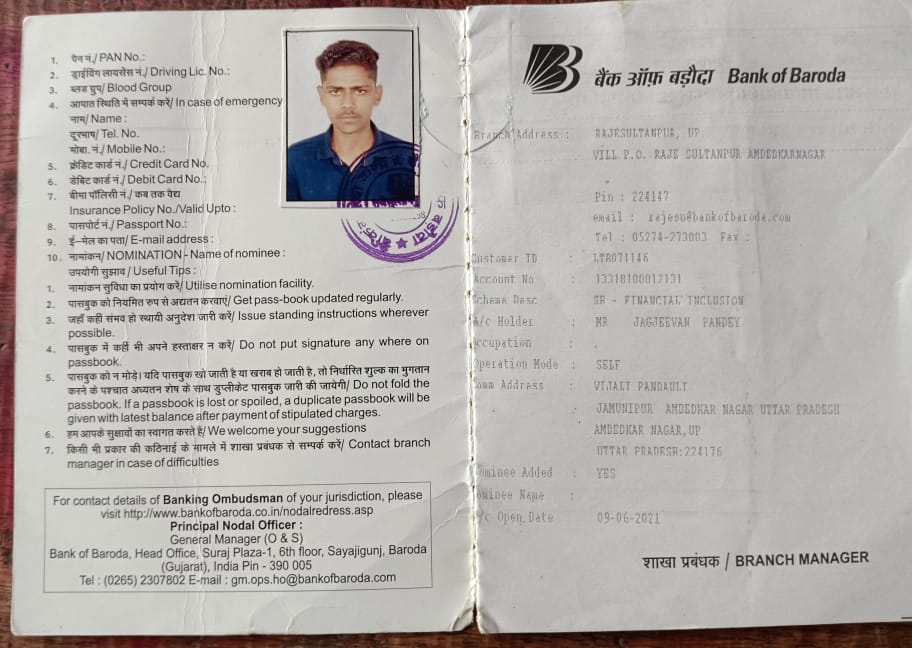 1. पैन नं./ PAN No.:
2. ड्राईविंग लायसेंस नं./ Driving Lic. No.:
3. ब्लड ग्रुप/ Blood Group
4. आपात स्थिति में सम्पर्क करें/ In case of emergency
नाम/ Name :
दूरभाष/ Tel. No.
मोबा. नं./ Mobile No.:
5. क्रेडिट कार्ड नं./ Credit Card No.
6. डेबिट कार्ड नं./ Debit Card No.:
7. बीमा पॉलिसी नं./ कब तक वैद्य
Insurance Policy No./Valid Upto :
8. पासपोर्ट नं./ Passport No.:
9. ई–मेल का पता/ E-mail address :
10. नामांकन/ NOMINATION - Name of nominee :
उपयोगी सुझाव / Useful Tips :
1. नामांकन सुविधा का प्रयोग करें/ Utilise nomination facility.
2. पासबुक को नियमित रुप से अद्यतन करवाएं/ Get pass-book updated regularly.
3. जहाँ कहीं संभव हो स्थायी अनुदेश जारी करें/ Issue standing instructions wherever
possible.
4. पासबुक में कहीं भी अपने हस्ताक्षर न करें/ Do not put signature any where on
passbook.
5. पासबुक को न मोड़े। यदि पासबुक खो जाती है या खराब हो जाती है, तो निर्धारित शुल्क का भुगतान
करने के पश्चात अध्यतन शेष के साथ डुप्लीकेट पासबुक जारी की जायेगी/ Do not fold the
passbook. If a passbook is lost or spoiled, a duplicate passbook will be
given with latest balance after payment of stipulated charges.
6. हम आपके सुझावों का स्वागत करते हैं/ We welcome your suggestions
7. किसी भी प्रकार की कठिनाई के मामले में शाखा प्रबंधक से सम्पर्क करें/ Contact branch
manager in case of difficulties
For contact details of Banking Ombudsman of your jurisdiction, please
visit http://www.bankofbaroda.co.in/nodalredress.asp
Principal Nodal Officer :
General Manager (O & S)
Bank of Baroda, Head Office, Suraj Plaza-1, 6th floor, Sayajigunj, Baroda
(Gujarat), India Pin - 390 005
Tel : (0265) 2307802 E-mail : gm.ops.ho@bankofbaroda.com
बैंक ऑफ़ बड़ौदा Bank of Baroda
Branch Address : RAJESULTANPUR, UP
VILL P.O. RAJE SULTANPUR AMBEDKARNAGAR
Pin : 224147
email : rajesu@bankofbaroda.com
Tel : 05274-273003 Fax :
Customer ID : LTB071146
Account No : 13318100012131
Scheme Desc SB - FINANCIAL INCLUSION
A/c Holder : MR JAGJEEVAN PANDEY
ccupation : .
Operation Mode : SELF
Comm Address : VIJALI PANDAULI
JAMUNIPUR AMBEDKAR NAGAR UTTAR PRADESH
AMBEDKAR NAGAR,UP
UTTAR PRADESH:224176
ominee Added : YES
ominee Name :
/c Open Date 09-06-2021
शाखा प्रबंधक / BRANCH MANAGER